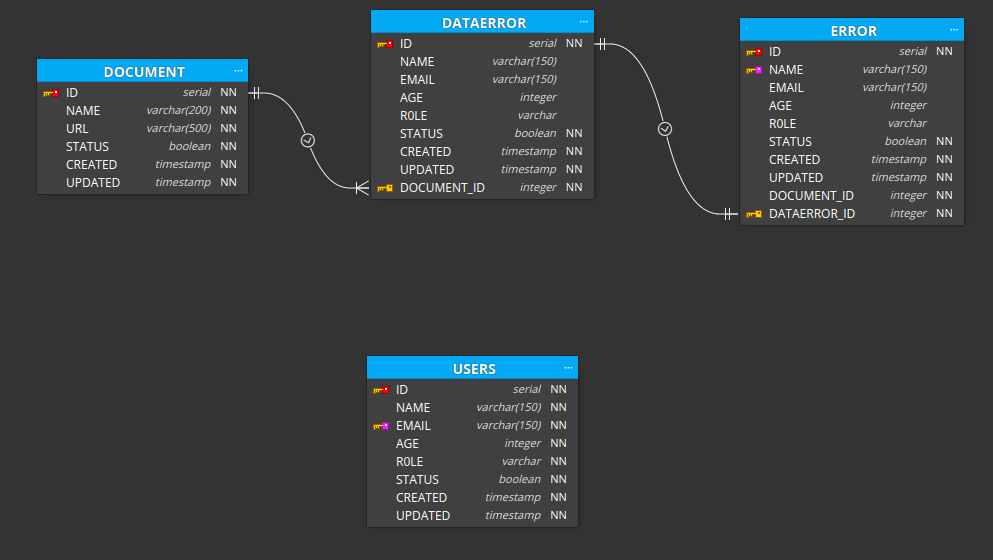 DOCUMENT ...
ID serial NN
NAME varchar(200) NN
URL varchar(500) NN
STATUS boolean NN
CREATED timestamp NN
UPDATED timestamp NN
DATAERROR ...
ID serial NN
NAME varchar(150)
EMAIL varchar(150)
AGE integer
R0LE varchar
STATUS boolean NN
CREATED timestamp NN
UPDATED timestamp NN
DOCUMENT_ID integer NN
ERROR ...
ID serial NN
NAME varchar(150)
EMAIL varchar(150)
AGE integer
R0LE varchar
STATUS boolean NN
CREATED timestamp NN
UPDATED timestamp NN
DOCUMENT_ID integer NN
DATAERROR_ID integer NN
USERS ...
ID serial NN
NAME varchar(150) NN
EMAIL varchar(150) NN
AGE integer NN
R0LE varchar NN
STATUS boolean NN
CREATED timestamp NN
UPDATED timestamp NN